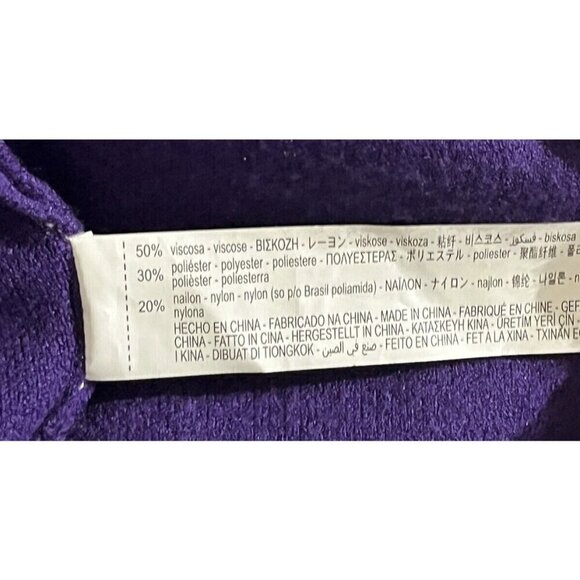 50% viscosa - viscose - ΒΙΣΚΟΖΗ - レーヨン - viskose - viskoza - 粘纤 - 비스코스 - فسكوز - biskosa
30% poliéster - polyester - poliestere - ΠΟΛΥΕΣΤΕΡΑΣ - ポリエステル - poliester - 聚酯纤维 -
polièster - poliesterra
20% nailon - nylon - nylon (so p/o Brasil poliamida) - ΝΑΪΛΟΝ - ナイロン - najlon - 锦纶 - 나일론 -
nylona
HECHO EN CHINA - FABRICADO NA CHINA - MADE IN CHINA - FABRIQUÉ EN CHINE -
CHINA - FATTO IN CINA - HERGESTELLT IN CHINA - ΚΑΤΑΣΚΕΥΗ ΚΙΝΑ - ÜRETİM YERİ ÇİN -
I KINA - DIBUAT DI TIONGKOK - صنع في الصين - FEITO EN CHINA - FET A LA XINA - TXINAN